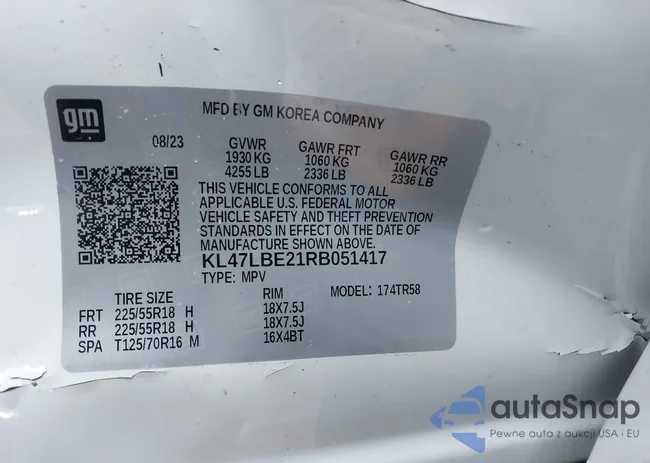 gm
MFD BY GM KOREA COMPANY
08/23 GVWR GAWR FRT GAWR RR
1930 KG 1060 KG 1060 KG
4255 LB 2336 LB 2336 LB
THIS VEHICLE CONFORMS TO ALL
APPLICABLE U.S. FEDERAL MOTOR
VEHICLE SAFETY AND THEFT PREVENTION
STANDARDS IN EFFECT ON THE DATE OF
MANUFACTURE SHOWN ABOVE.
KL47LBE21RB051417
TYPE: MPV
TIRE SIZE RIM MODEL: 174TR58
FRT 225/55R18 H 18X7.5J
RR 225/55R18 H 18X7.5J
SPA T125/70R16 M 16X4BT
autaSnap
Pewne auta z aukcji USA i EU